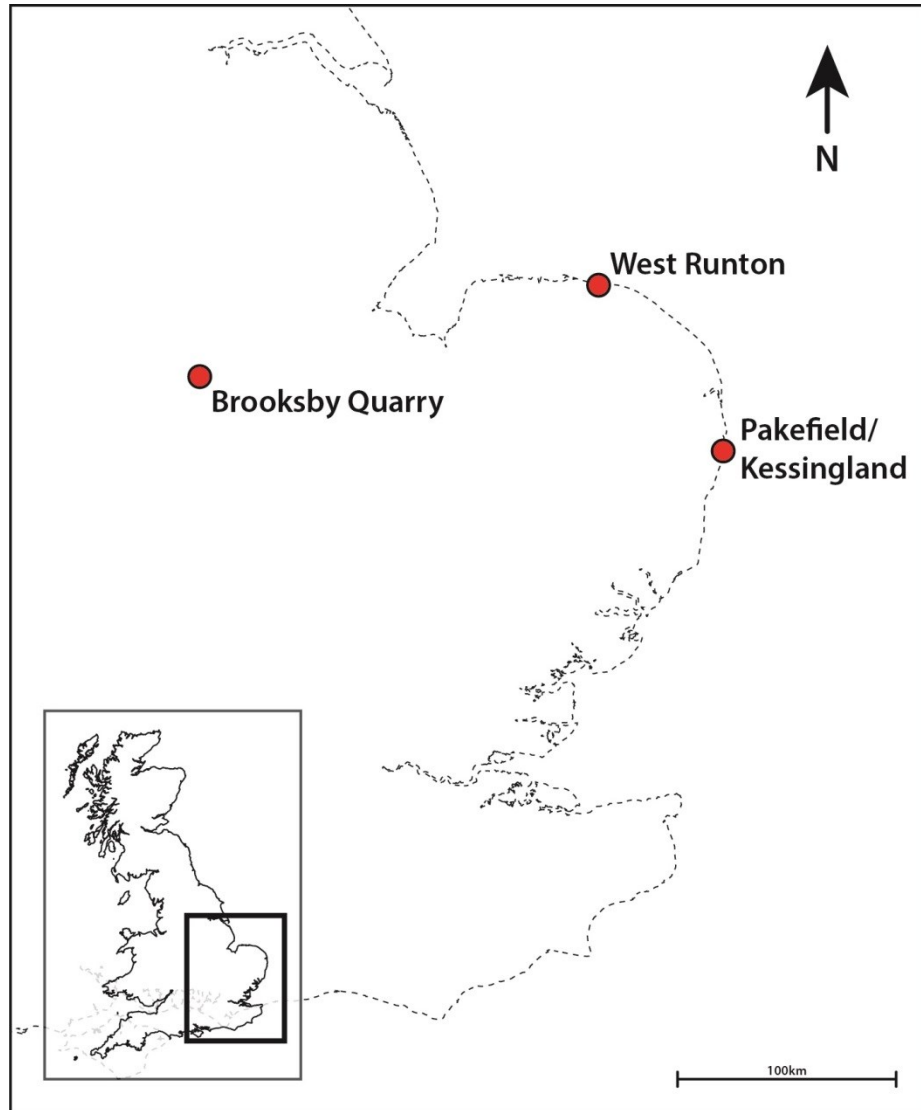 N
West Runton
Brooksby Quarry
Pakefield/
Kessingland
100km